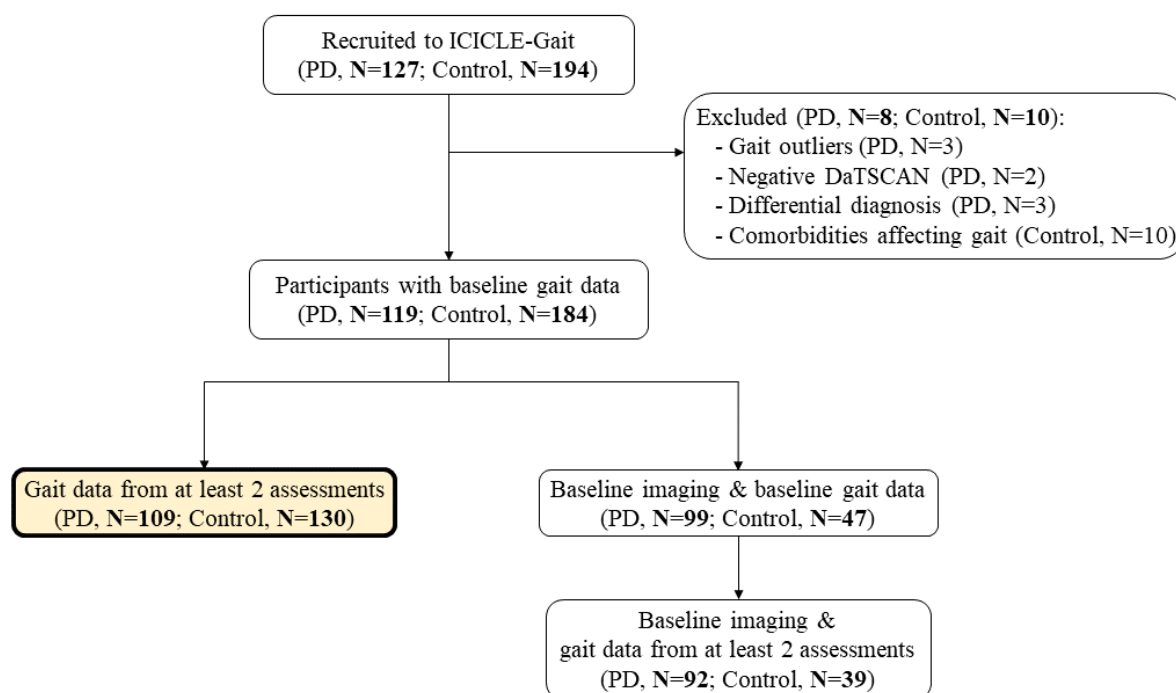 Recruited to ICICLE-Gait
(PD, N=127; Control, N=194)
Excluded (PD, N=8; Control, N=10):
- Gait outliers (PD, N=3)
- Negative DaTSCAN (PD, N=2)
- Differential diagnosis (PD, N=3)
- Comorbidities affecting gait (Control, N=10)
Participants with baseline gait data
(PD, N=119; Control, N=184)
Gait data from at least 2 assessments
(PD, N=109; Control, N=130)
Baseline imaging & baseline gait data
(PD, N=99; Control, N=47)
Baseline imaging &
gait data from at least 2 assessments
(PD, N=92; Control, N=39)